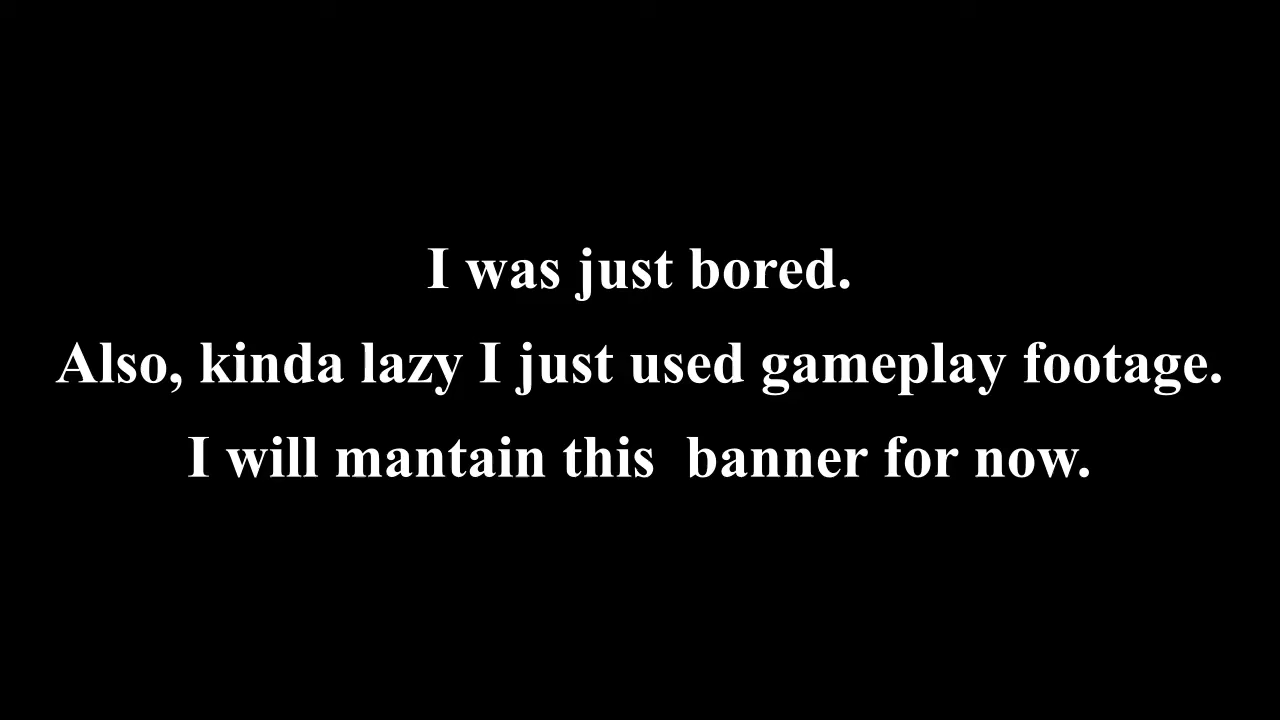 I was just bored.
Also, kinda lazy I just used gameplay footage.
I will mantain this  banner for now.